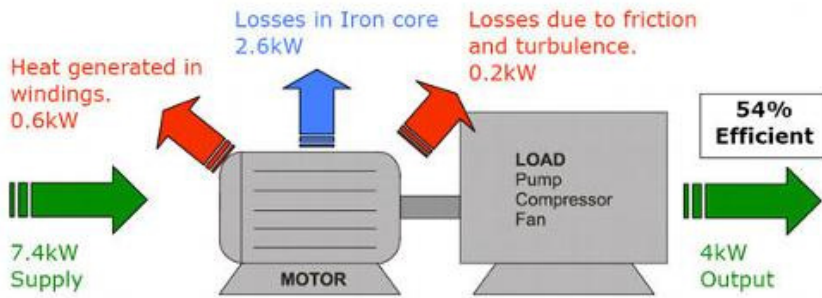 Losses in Iron core
2.6kW
Losses due to friction
and turbulence.
0.2kW
Heat generated in
windings.
0.6kW
54%
Efficient
LOAD
Pump
Compressor
Fan
7.4kW
Supply
MOTOR
4kW
Output